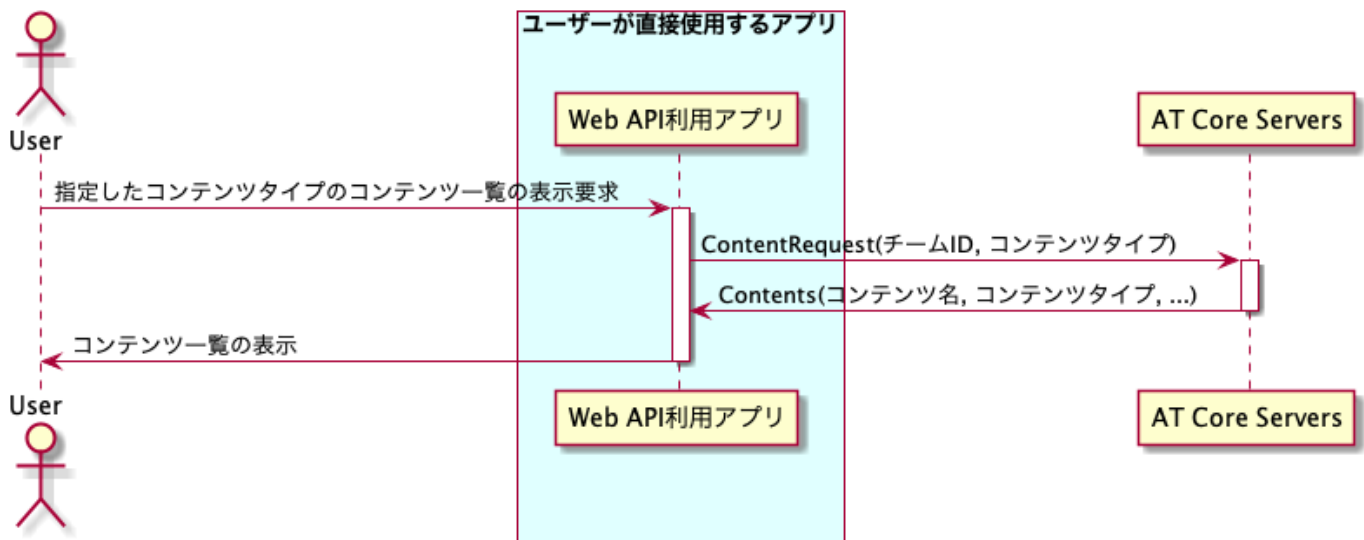 ユーザーが直接使用するアプリ
Web API利用アプリ
AT Core Servers
User
指定したコンテンツタイプのコンテンツ一覧の表示要求
ContentRequest(チームID, コンテンツタイプ)
Contents(コンテンツ名, コンテンツタイプ, ...)
コンテンツ一覧の表示
User
Web API利用アプリ
AT Core Servers